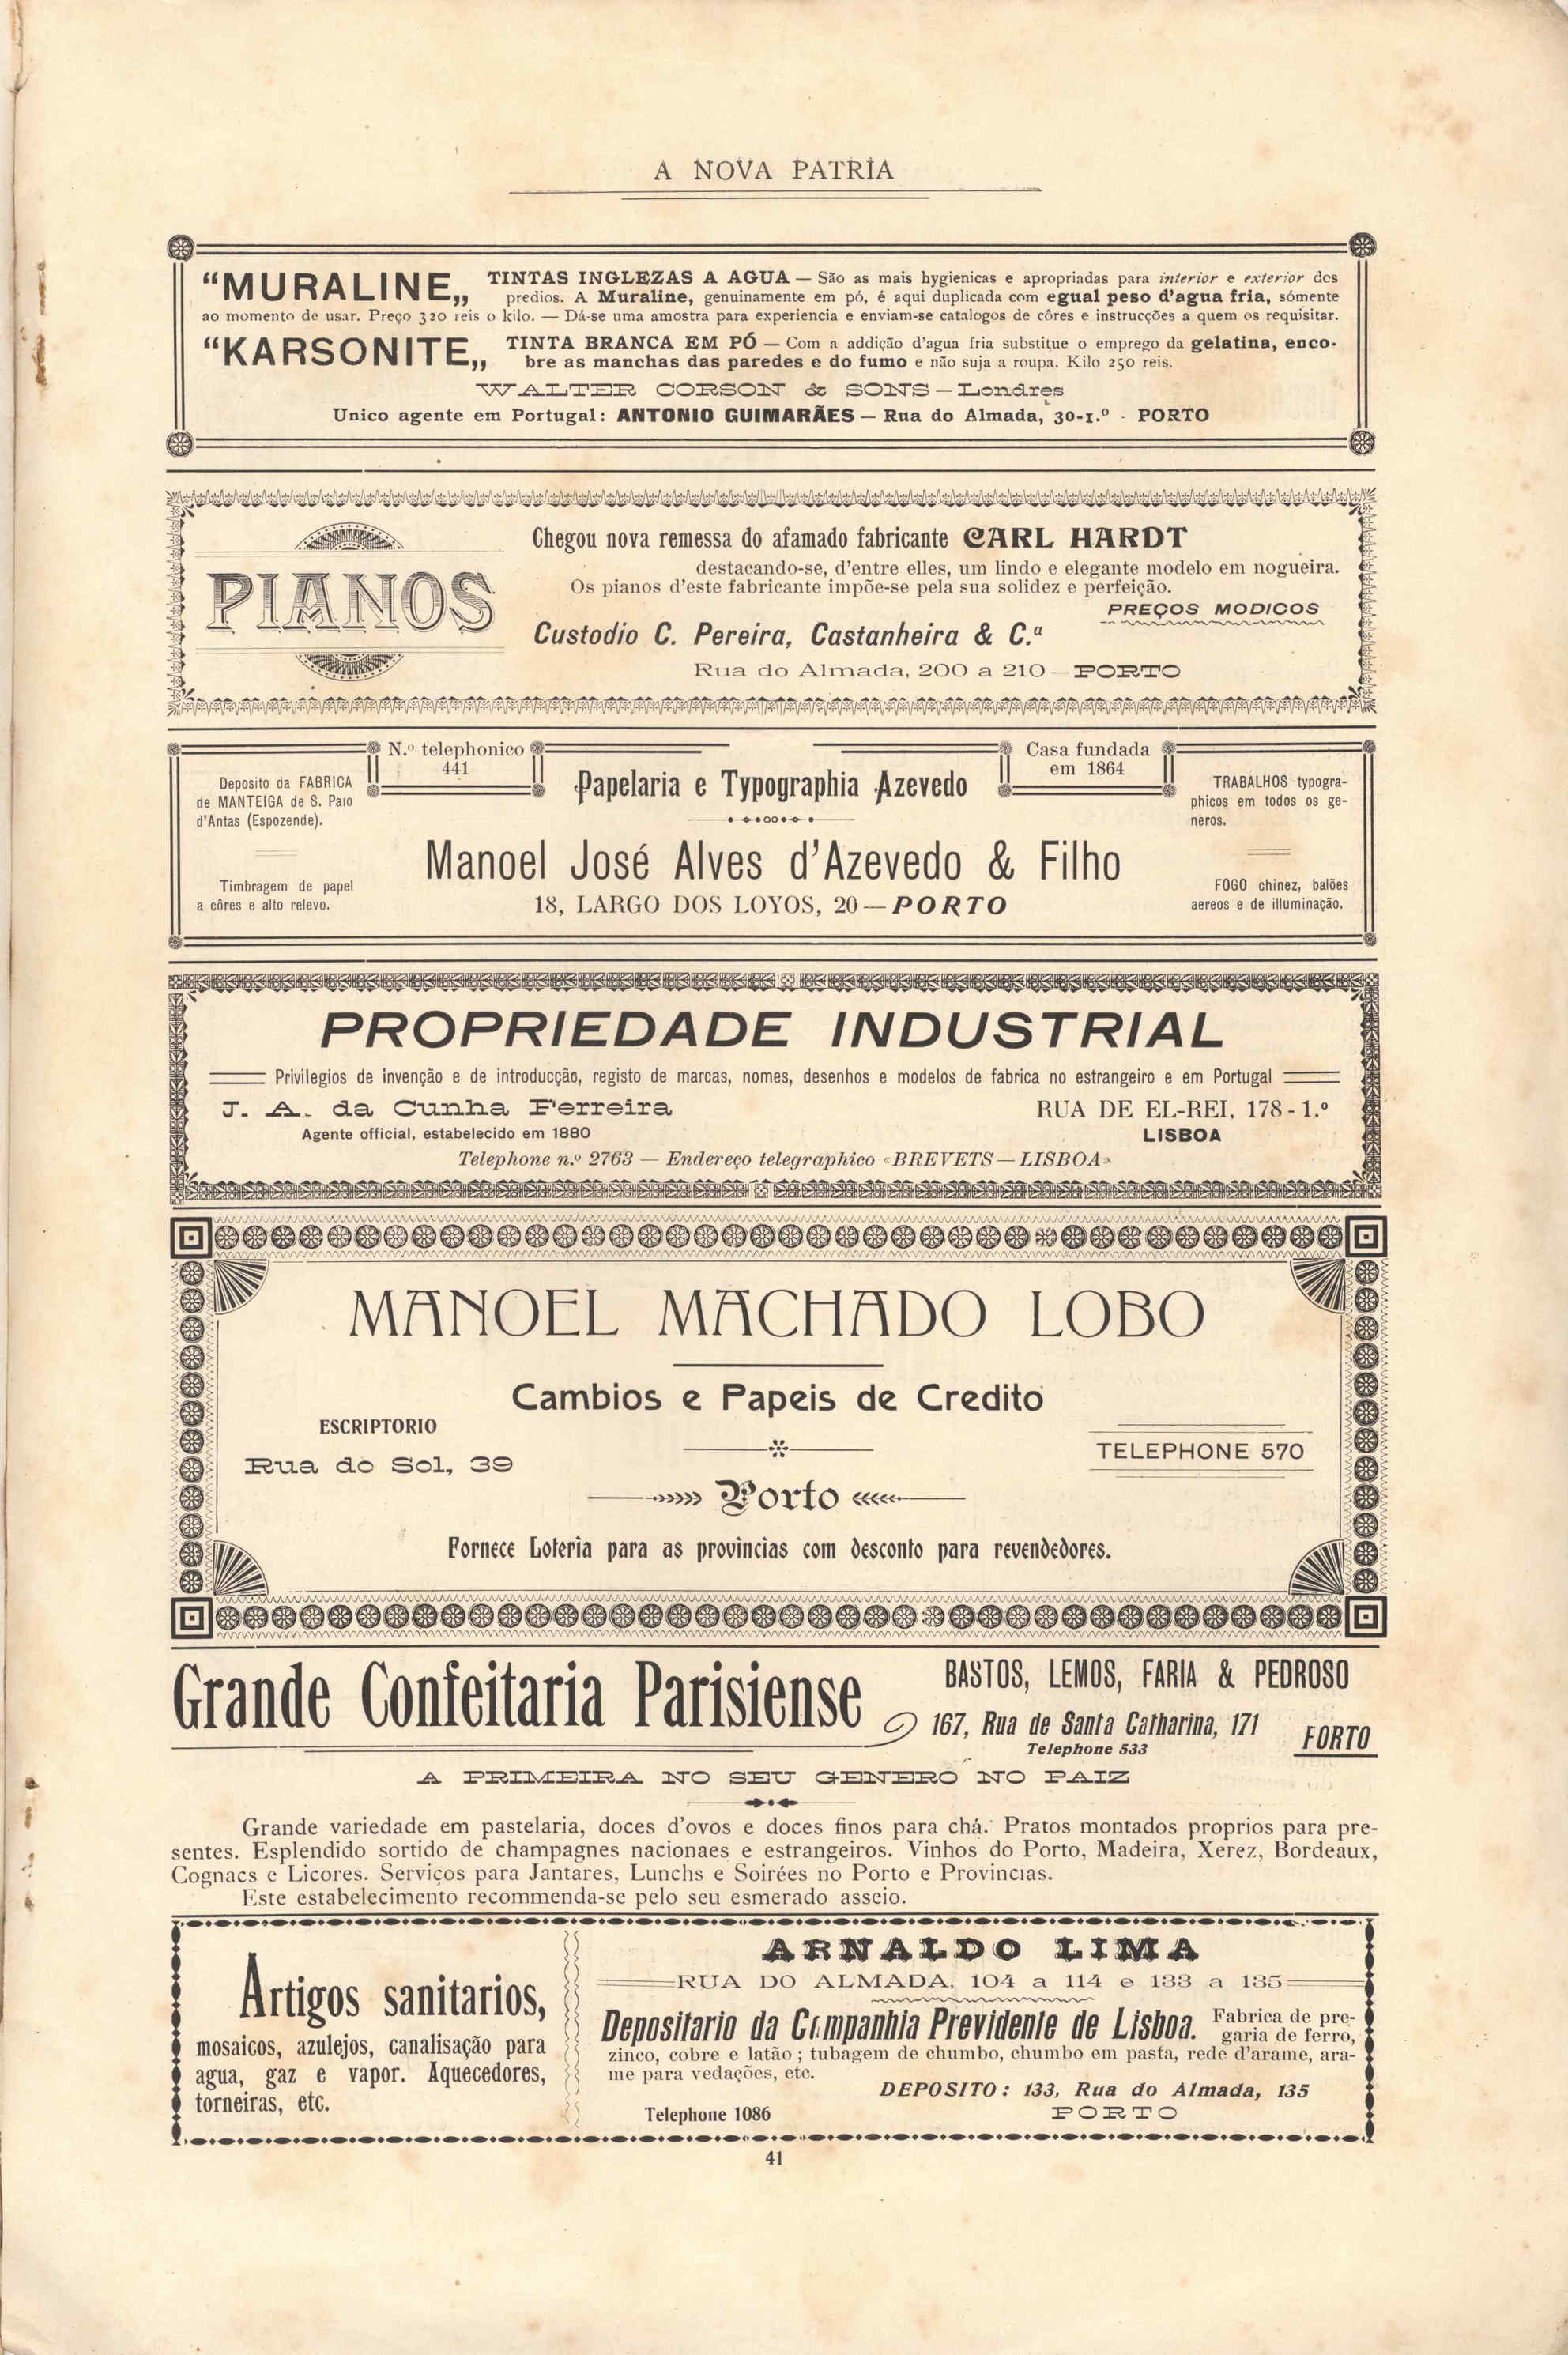 A NOVA PATRIA
“MURALINE„ TINTAS INGLEZAS A AGUA — São as mais hygienicas e apropriadas para interior e exterior dos
predios. A Muraline, genuinamente em pó, é aqui duplicada com egual peso d'agua fria, sómente
ao momento de usar. Preço 320 reis o kilo. — Dá-se uma amostra para experiencia e enviam-se catalogos de côres e instrucções a quem os requisitar.
“KARSONITE„ TINTA BRANCA EM PÓ — Com a addição d'agua fria substitue o emprego da gelatina, enco-
bre as manchas das paredes e do fumo e não suja a roupa. Kilo 250 reis.
WALTER CORSON & SONS — Londres
Unico agente em Portugal: ANTONIO GUIMARÃES — Rua do Almada, 30-1.º - PORTO
PIANOS
Chegou nova remessa do afamado fabricante CARL HARDT
destacando-se, d'entre elles, um lindo e elegante modelo em nogueira.
Os pianos d'este fabricante impõe-se pela sua solidez e perfeição.
PREÇOS MODICOS
Custodio C. Pereira, Castanheira & C.ª
Rua do Almada, 200 a 210 — PORTO
N.º telephonico
441
Casa fundada
em 1864
Deposito da FABRICA
de MANTEIGA de S. Paio
d'Antas (Espozende).
Timbragem de papel
a côres e alto relevo.
Papelaria e Typographia Azevedo
Manoel José Alves d'Azevedo & Filho
18, LARGO DOS LOYOS, 20 — PORTO
TRABALHOS typogra-
phicos em todos os ge-
neros.
FOGO chinez, balões
aereos e de illuminação.
PROPRIEDADE INDUSTRIAL
Privilegios de invenção e de introducção, registo de marcas, nomes, desenhos e modelos de fabrica no estrangeiro e em Portugal
J. A. da Cunha Ferreira
Agente official, estabelecido em 1880
RUA DE EL-REI, 178-1.º
LISBOA
Telephone n.º 2763 — Endereço telegraphico «BREVETS — LISBOA»
MANOEL MACHADO LOBO
Cambios e Papeis de Credito
ESCRIPTORIO
Rua do Sol, 39
TELEPHONE 570
Porto
Fornece Loteria para as provincias com desconto para revendedores.
Grande Confeitaria Parisiense
BASTOS, LEMOS, FARIA & PEDROSO
167, Rua de Santa Catharina, 171
Telephone 533
PORTO
A PRIMEIRA NO SEU GENERO NO PAIZ
Grande variedade em pastelaria, doces d'ovos e doces finos para chá. Pratos montados proprios para pre-
sentes. Esplendido sortido de champagnes nacionaes e estrangeiros. Vinhos do Porto, Madeira, Xerez, Bordeaux,
Cognacs e Licores. Serviços para Jantares, Lunchs e Soirées no Porto e Provincias.
Este estabelecimento recommenda-se pelo seu esmerado asseio.
Artigos sanitarios,
mosaicos, azulejos, canalisação para
agua, gaz e vapor. Aquecedores,
torneiras, etc.
ARNALDO LIMA
RUA DO ALMADA, 104 a 114 e 133 a 135
Depositario da Companhia Previdente de Lisboa. Fabrica de pre-
garia de ferro,
zinco, cobre e latão; tubagem de chumbo, chumbo em pasta, rede d'arame, ara-
me para vedações, etc.
DEPOSITO: 133, Rua do Almada, 135
Telephone 1086
PORTO
41